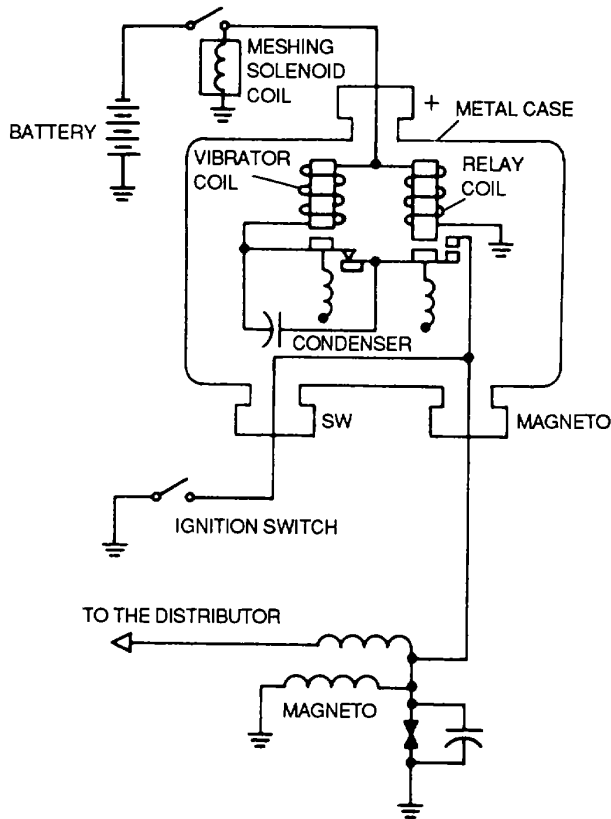 MESHING
SOLENOID
COIL
BATTERY
+
METAL CASE
VIBRATOR
COIL
RELAY
COIL
CONDENSER
SW
MAGNETO
IGNITION SWITCH
TO THE DISTRIBUTOR
MAGNETO